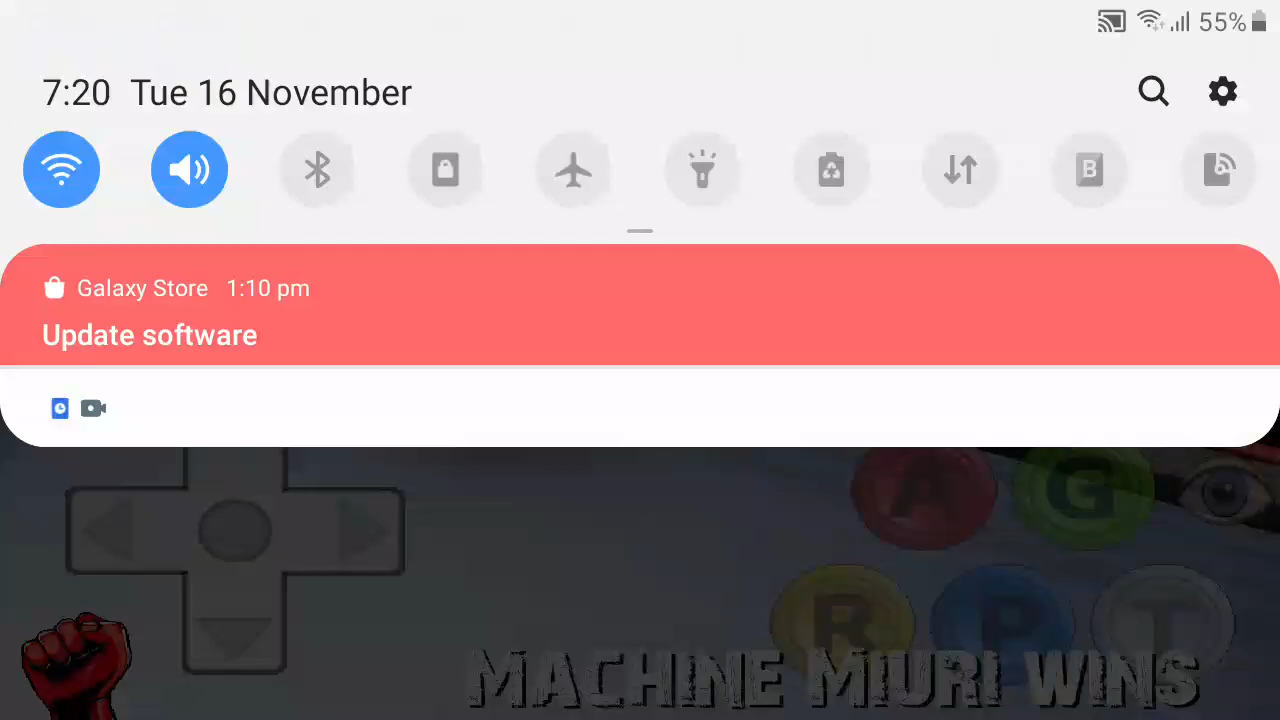 55%
7:20 Tue 16 November
B
Galaxy Store 1:10 pm
Update software
A G
R P T
MACHINE MIURI WINS